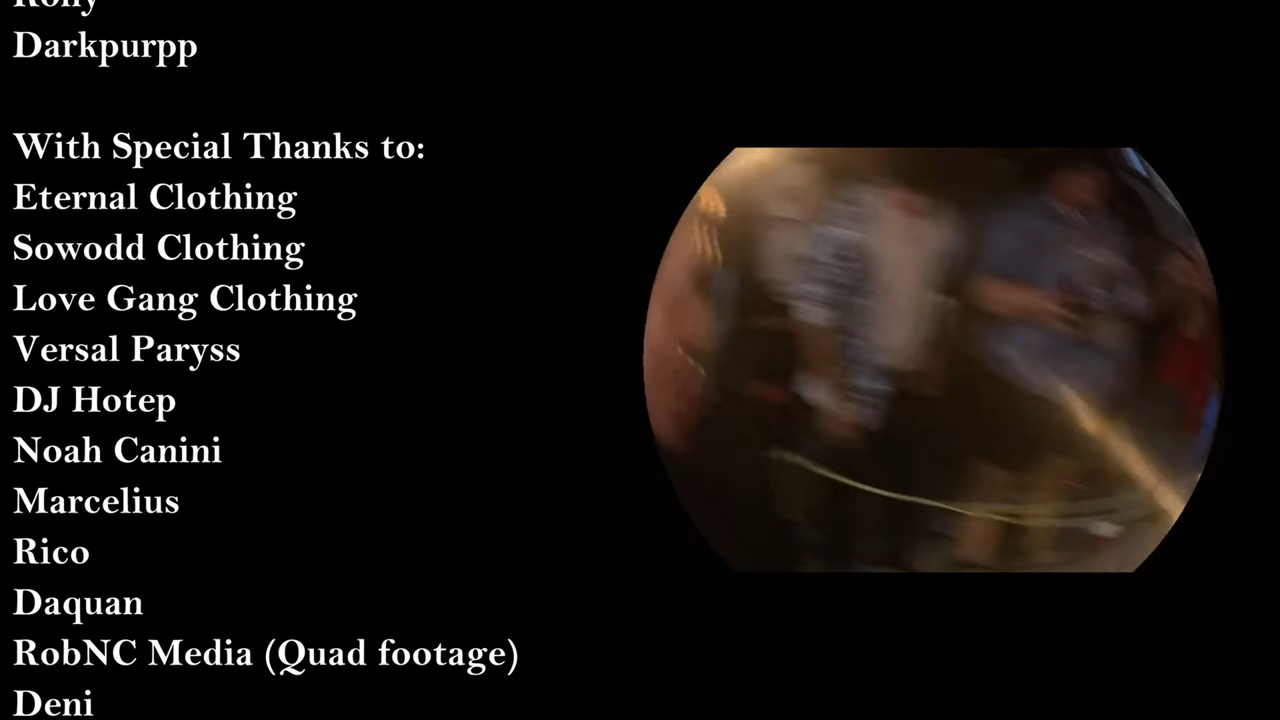 Darkpurpp
With Special Thanks to:
Eternal Clothing
Sowodd Clothing
Love Gang Clothing
Versal Paryss
DJ Hotep
Noah Canini
Marcelius
Rico
Daquan
RobNC Media (Quad footage)
Deni